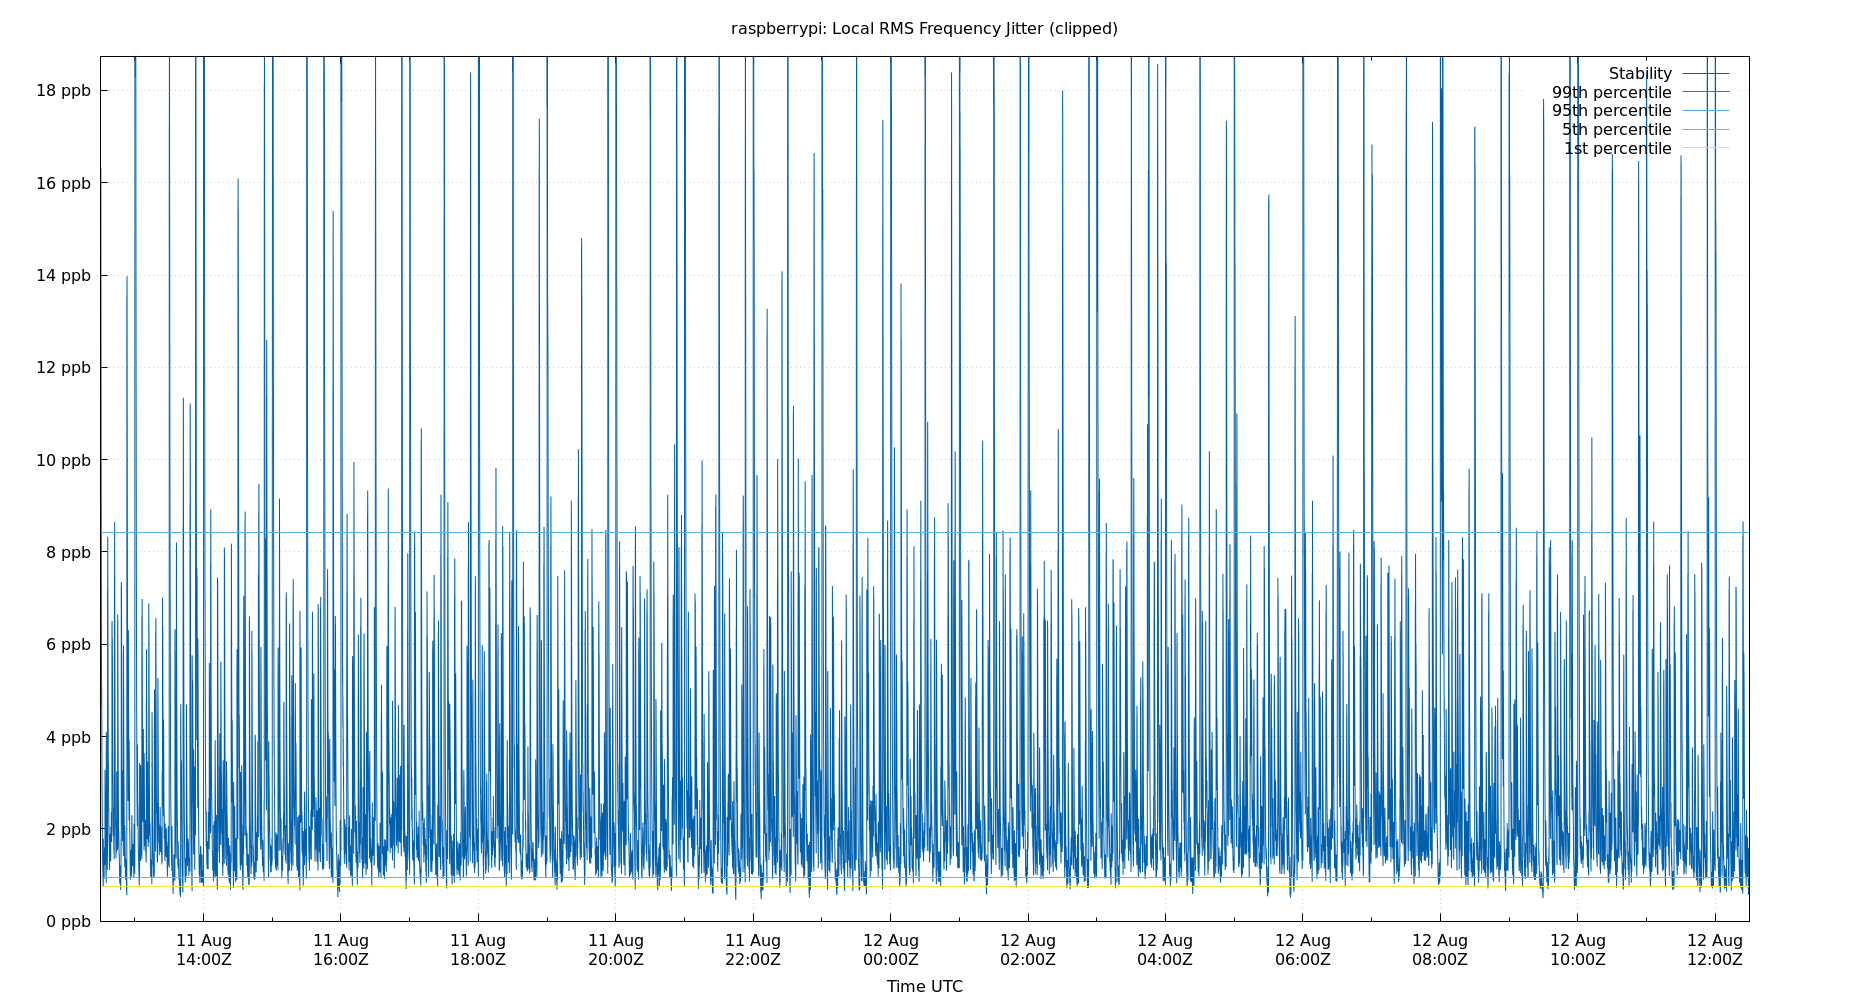 raspberrypi: Local RMS Frequency Jitter (clipped)
18 ppb
16 ppb
14 ppb
12 ppb
10 ppb
8 ppb
6 ppb
4 ppb
2 ppb
0 ppb
Stability
99th percentile
95th percentile
5th percentile
1st percentile
11 Aug 11 Aug 11 Aug 11 Aug 11 Aug 12 Aug 12 Aug 12 Aug 12 Aug 12 Aug 12 Aug 12 Aug
14:00Z 16:00Z 18:00Z 20:00Z 22:00Z 00:00Z 02:00Z 04:00Z 06:00Z 08:00Z 10:00Z 12:00Z
Time UTC